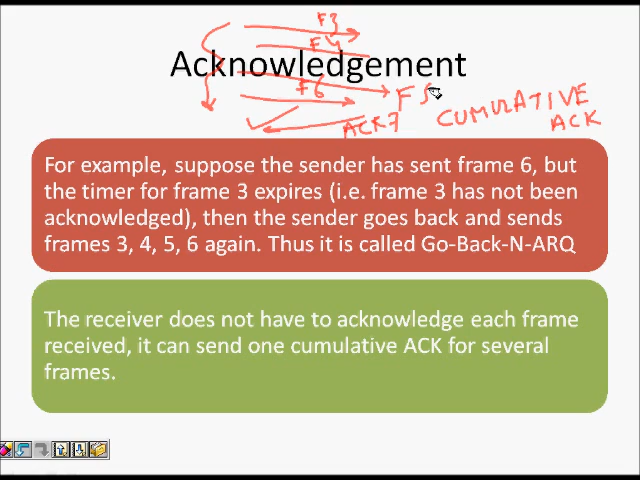 F3
F4
Acknowledgement
F6
F5
CUMULATIVE
ACK7
ACK
For example, suppose the sender has sent frame 6, but
the timer for frame 3 expires (i.e. frame 3 has not been
acknowledged), then the sender goes back and sends
frames 3, 4, 5, 6 again. Thus it is called Go-Back-N-ARQ
The receiver does not have to acknowledge each frame
received, it can send one cumulative ACK for several
frames.